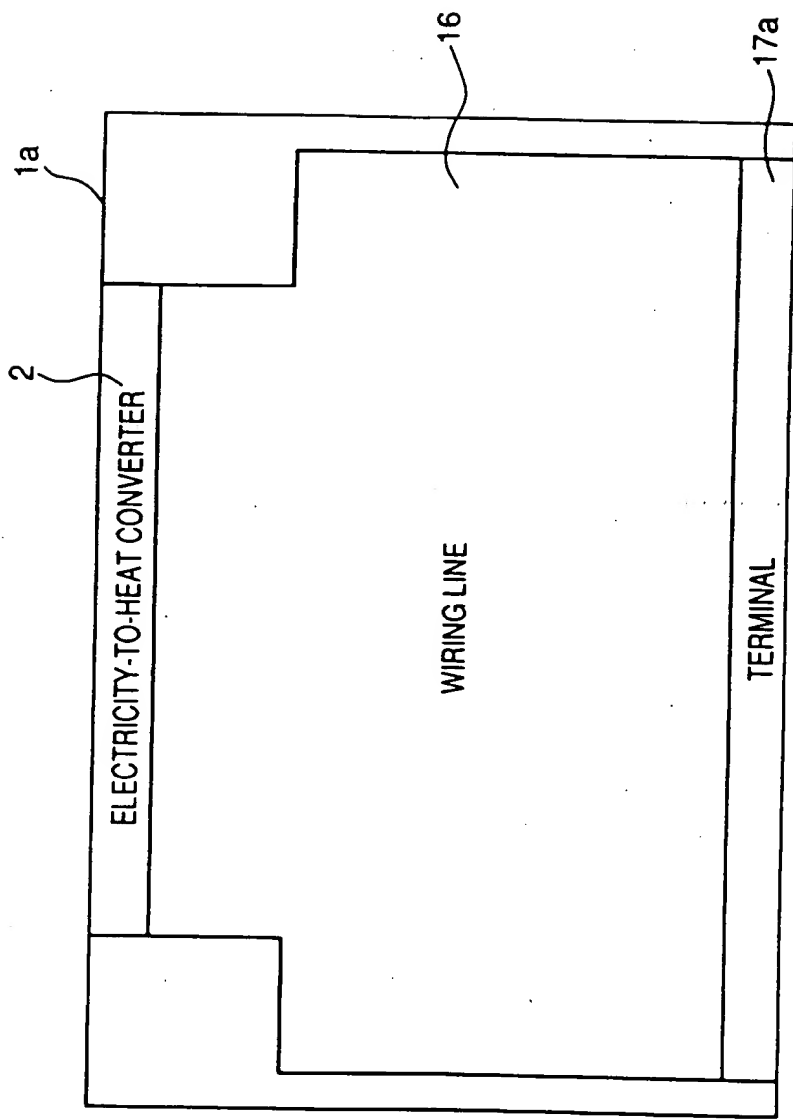 1a
2
ELECTRICITY-TO-HEAT CONVERTER
16
WIRING LINE
17a
TERMINAL